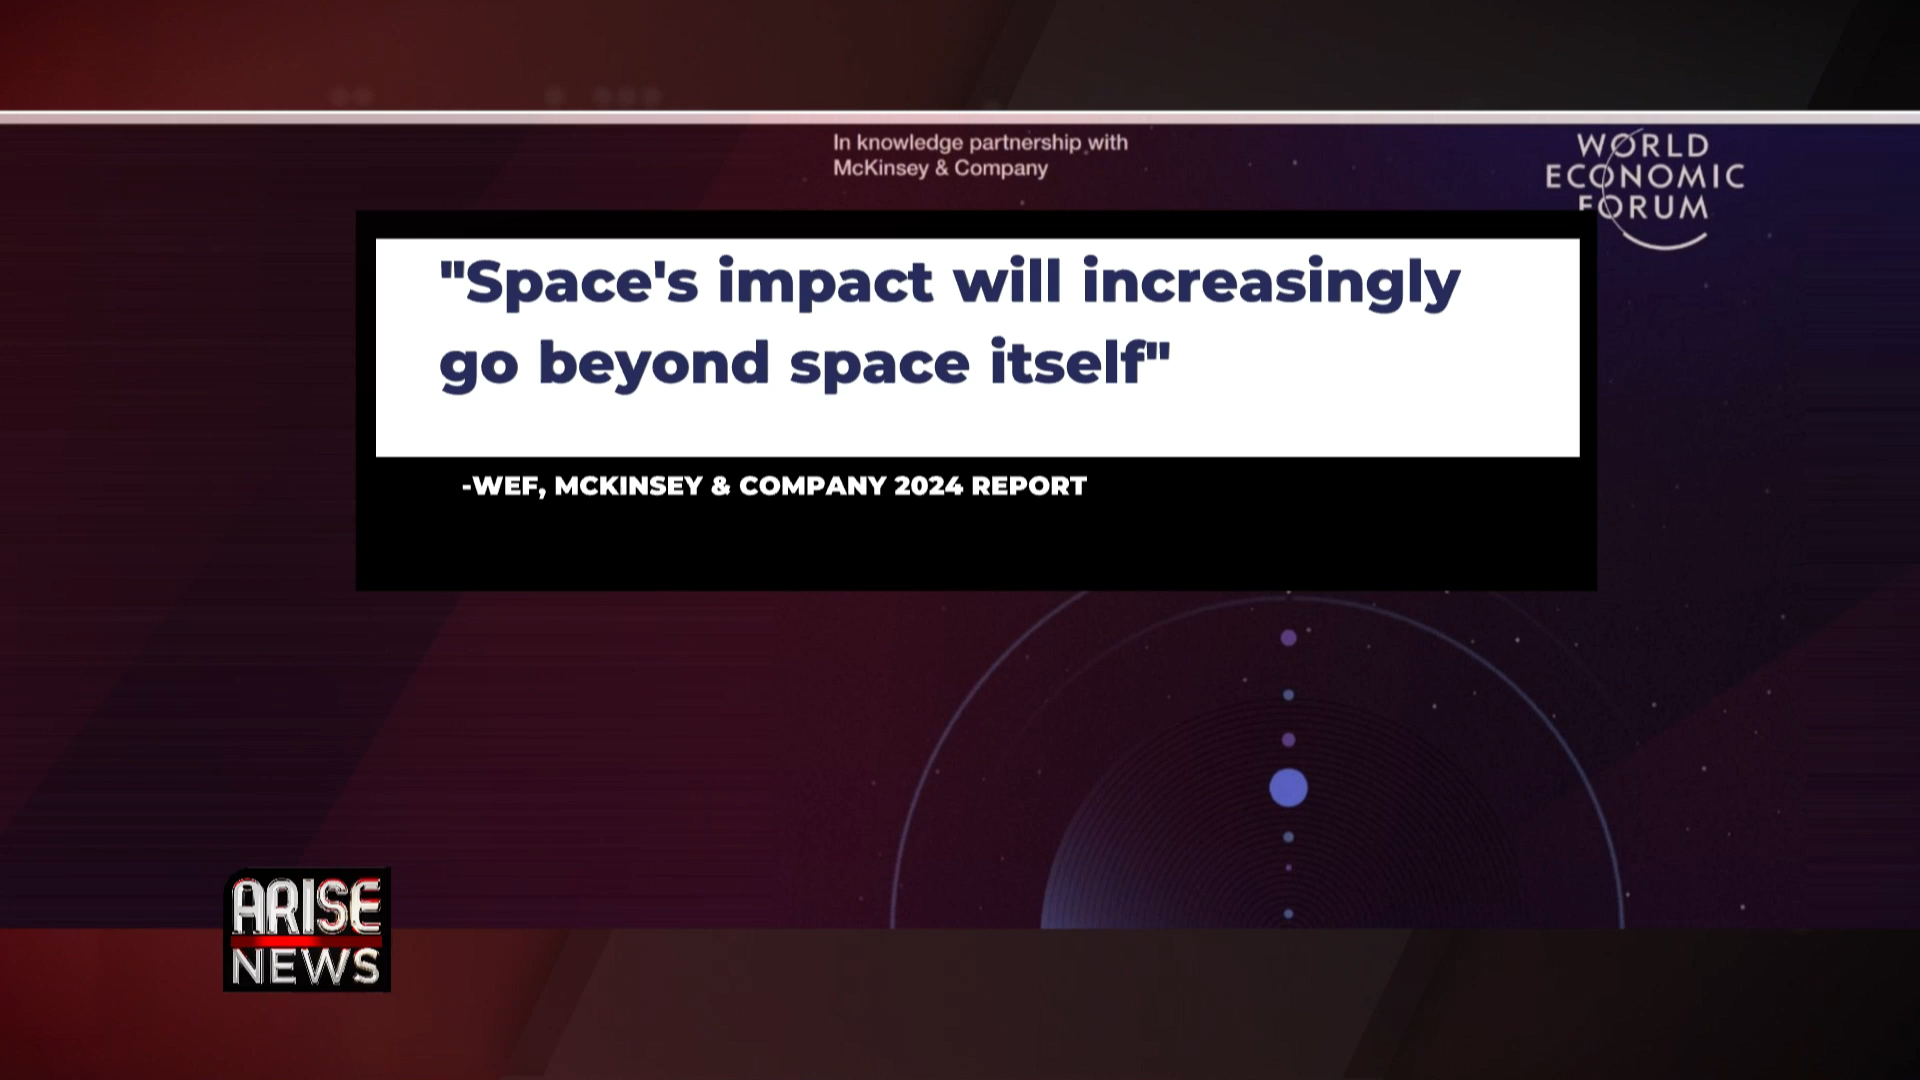 In knowledge partnership with
McKinsey & Company
WORLD
ECONOMIC
FORUM
"Space's impact will increasingly
go beyond space itself"
-WEF, MCKINSEY & COMPANY 2024 REPORT
ARISE
NEWS